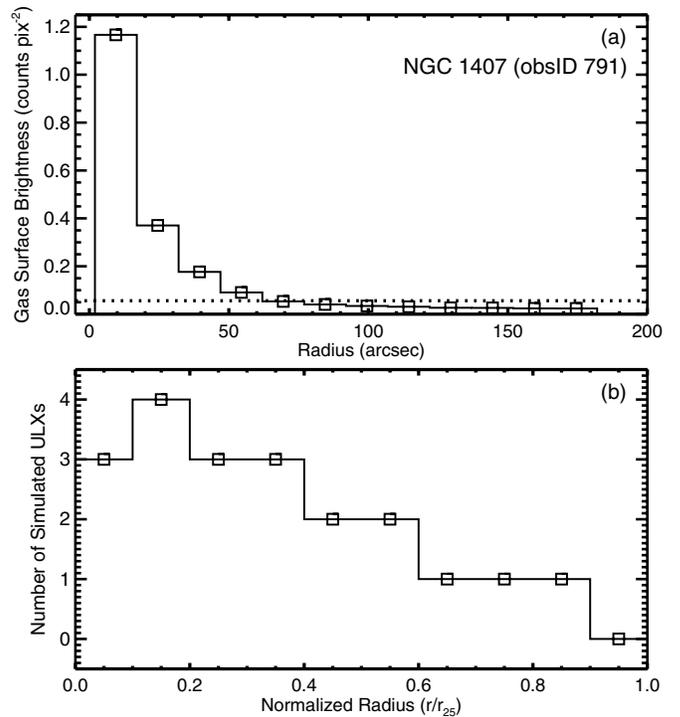 (a)
NGC 1407 (obsID 791)
Gas Surface Brightness (counts pix⁻²)
1.2
1.0
0.8
0.6
0.4
0.2
0.0
0 50 100 150 200
Radius (arcsec)
(b)
Number of Simulated ULXs
4
3
2
1
0
0.0 0.2 0.4 0.6 0.8 1.0
Normalized Radius (r/r₂₅)